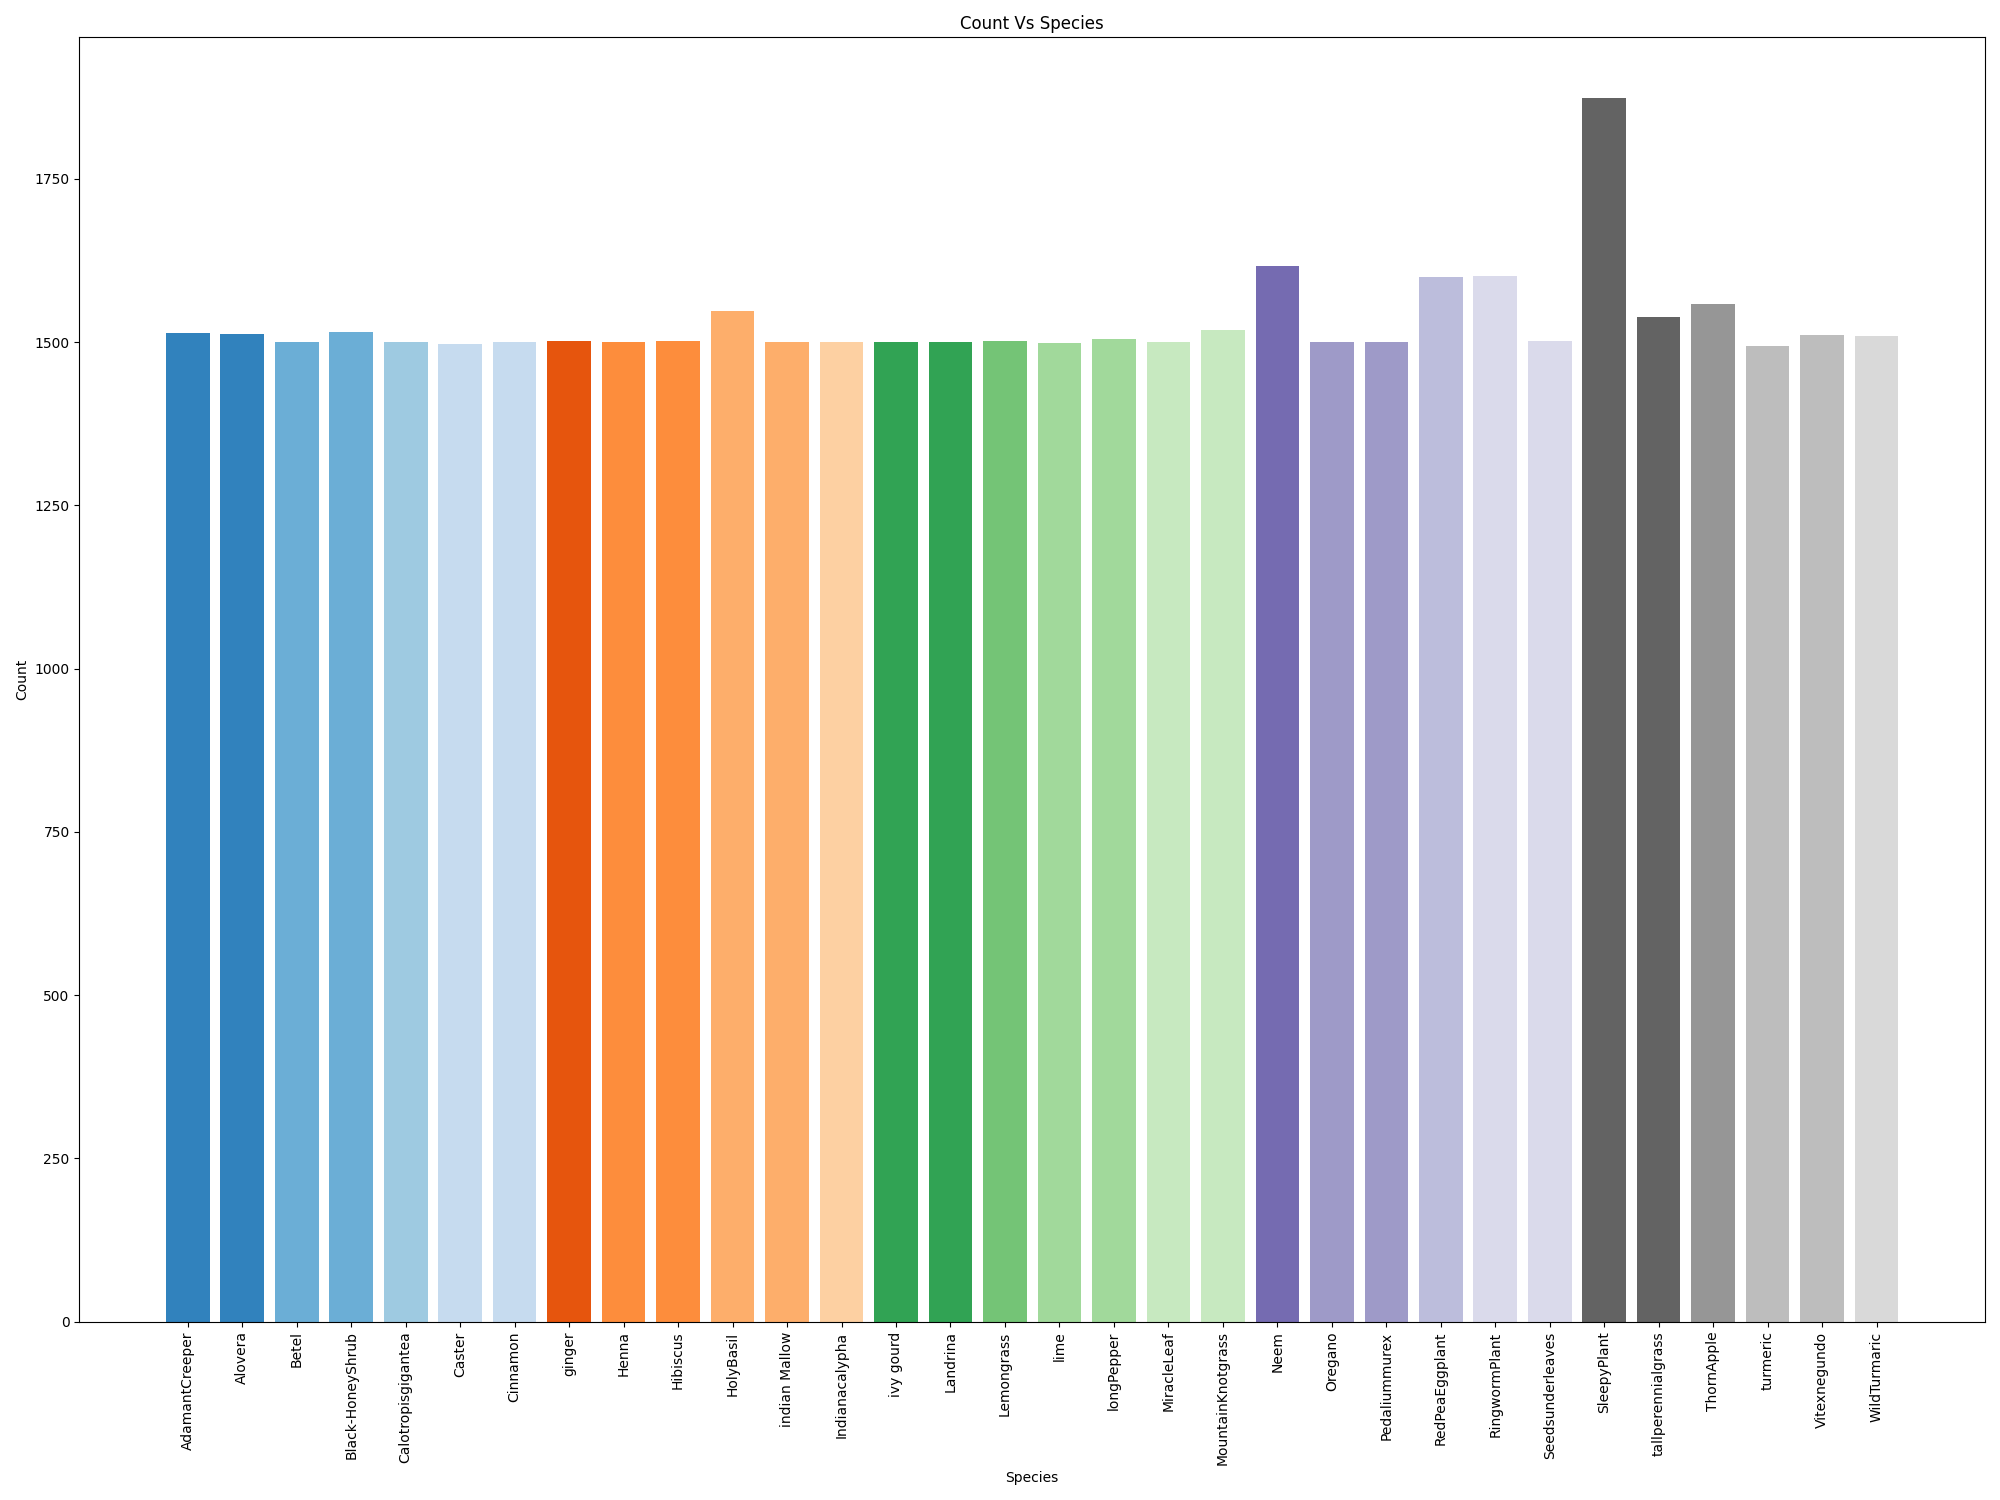 Count Vs Species
Count
1750
1500
1250
1000
750
500
250
0
AdamantCreeper
Alovera
Betel
Black-HoneyShrub
Calotropisgigantea
Caster
Cinnamon
ginger
Henna
Hibiscus
HolyBasil
indian Mallow
Indianacalypha
ivy gourd
Landrina
Lemongrass
lime
longPepper
MiracleLeaf
MountainKnotgrass
Neem
Oregano
Pedaliummurex
RedPeaEggplant
RingwormPlant
Seedsunderleaves
SleepyPlant
tallperennialgrass
ThornApple
turmeric
Vitexnegundo
WildTurmaric
Species